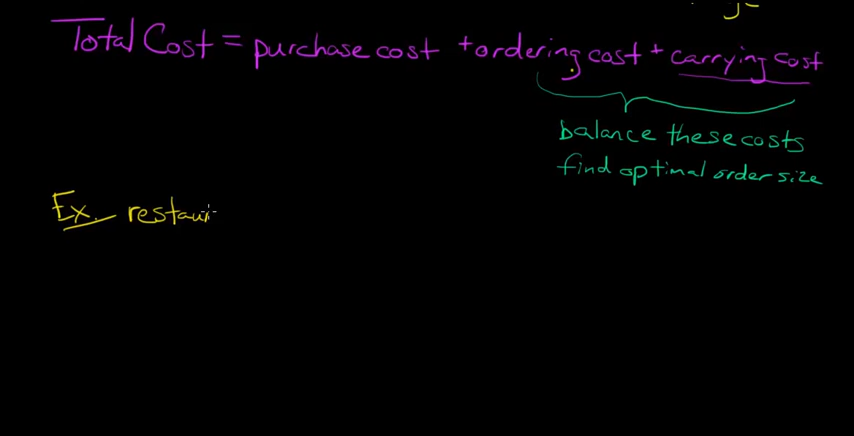 Total Cost = purchase cost + ordering cost + carrying cost
balance these costs
find optimal order size
Ex.